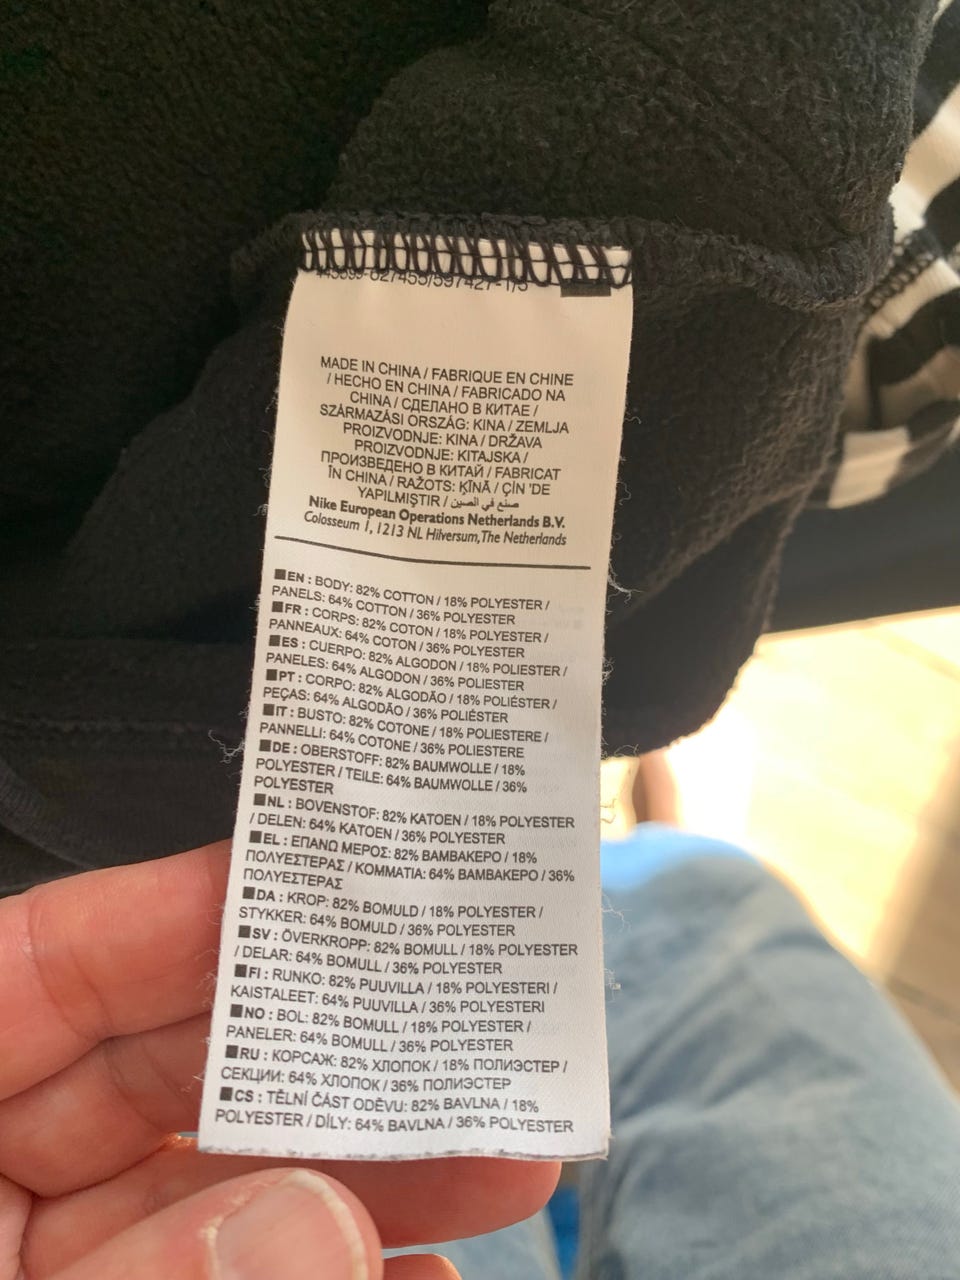 MADE IN CHINA / FABRIQUE EN CHINE
/ HECHO EN CHINA / FABRICADO NA
CHINA / СДЕЛАНО В КИТАЕ /
SZÁRMAZÁSI ORSZÁG: KINA / ZEMLJA
PROIZVODNJE: KINA / DRŽAVA
PROIZVODNJE: KITAJSKA /
ПРОИЗВЕДЕНО В КИТАЙ / FABRICAT
ÎN CHINA / RAŽOTS: ĶĪNĀ / ÇİN 'DE
YAPILMIŞTIR / صنع في الصين
Nike European Operations Netherlands B.V.
Colosseum 1, 1213 NL Hilversum, The Netherlands
EN : BODY: 82% COTTON / 18% POLYESTER /
PANELS: 64% COTTON / 36% POLYESTER
FR : CORPS: 82% COTON / 18% POLYESTER /
PANNEAUX: 64% COTON / 36% POLYESTER
ES : CUERPO: 82% ALGODON / 18% POLIESTER /
PANELES: 64% ALGODON / 36% POLIESTER
PT : CORPO: 82% ALGODÃO / 18% POLIÉSTER /
PEÇAS: 64% ALGODÃO / 36% POLIÉSTER
IT : BUSTO: 82% COTONE / 18% POLIESTERE /
PANNELLI: 64% COTONE / 36% POLIESTERE
DE : OBERSTOFF: 82% BAUMWOLLE / 18%
POLYESTER / TEILE: 64% BAUMWOLLE / 36%
POLYESTER
NL : BOVENSTOF: 82% KATOEN / 18% POLYESTER
/ DELEN: 64% KATOEN / 36% POLYESTER
EL : ΕΠΑΝΩ ΜΕΡΟΣ: 82% ΒΑΜΒΑΚΕΡΟ / 18%
ΠΟΛΥΕΣΤΕΡΑΣ / ΚΟΜΜΑΤΙΑ: 64% ΒΑΜΒΑΚΕΡΟ / 36%
ΠΟΛΥΕΣΤΕΡΑΣ
DA : KROP: 82% BOMULD / 18% POLYESTER /
STYKKER: 64% BOMULD / 36% POLYESTER
SV : ÖVERKROPP: 82% BOMULL / 18% POLYESTER
/ DELAR: 64% BOMULL / 36% POLYESTER
FI : RUNKO: 82% PUUVILLA / 18% POLYESTERI /
KAISTALEET: 64% PUUVILLA / 36% POLYESTERI
NO : BOL: 82% BOMULL / 18% POLYESTER /
PANELER: 64% BOMULL / 36% POLYESTER
RU : КОРСАЖ: 82% ХЛОПОК / 18% ПОЛИЭСТЕР /
СЕКЦИИ: 64% ХЛОПОК / 36% ПОЛИЭСТЕР
CS : TĚLNÍ ČÁST ODĚVU: 82% BAVLNA / 18%
POLYESTER / DÍLY: 64% BAVLNA / 36% POLYESTER